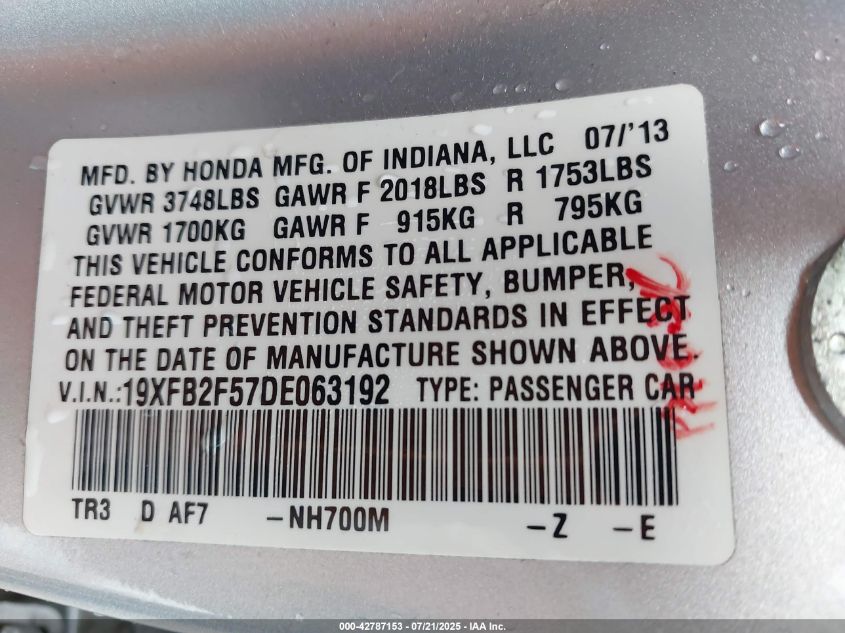 MFD. BY HONDA MFG. OF INDIANA, LLC 07/'13
GVWR 3748LBS GAWR F 2018LBS R 1753LBS
GVWR 1700KG GAWR F 915KG R 795KG
THIS VEHICLE CONFORMS TO ALL APPLICABLE
FEDERAL MOTOR VEHICLE SAFETY, BUMPER,
AND THEFT PREVENTION STANDARDS IN EFFECT
ON THE DATE OF MANUFACTURE SHOWN ABOVE.
V.I.N.:19XFB2F57DE063192 TYPE: PASSENGER CAR
TR3 D AF7 -NH700M -Z -E
000-42787153 - 07/21/2025 - IAA Inc.